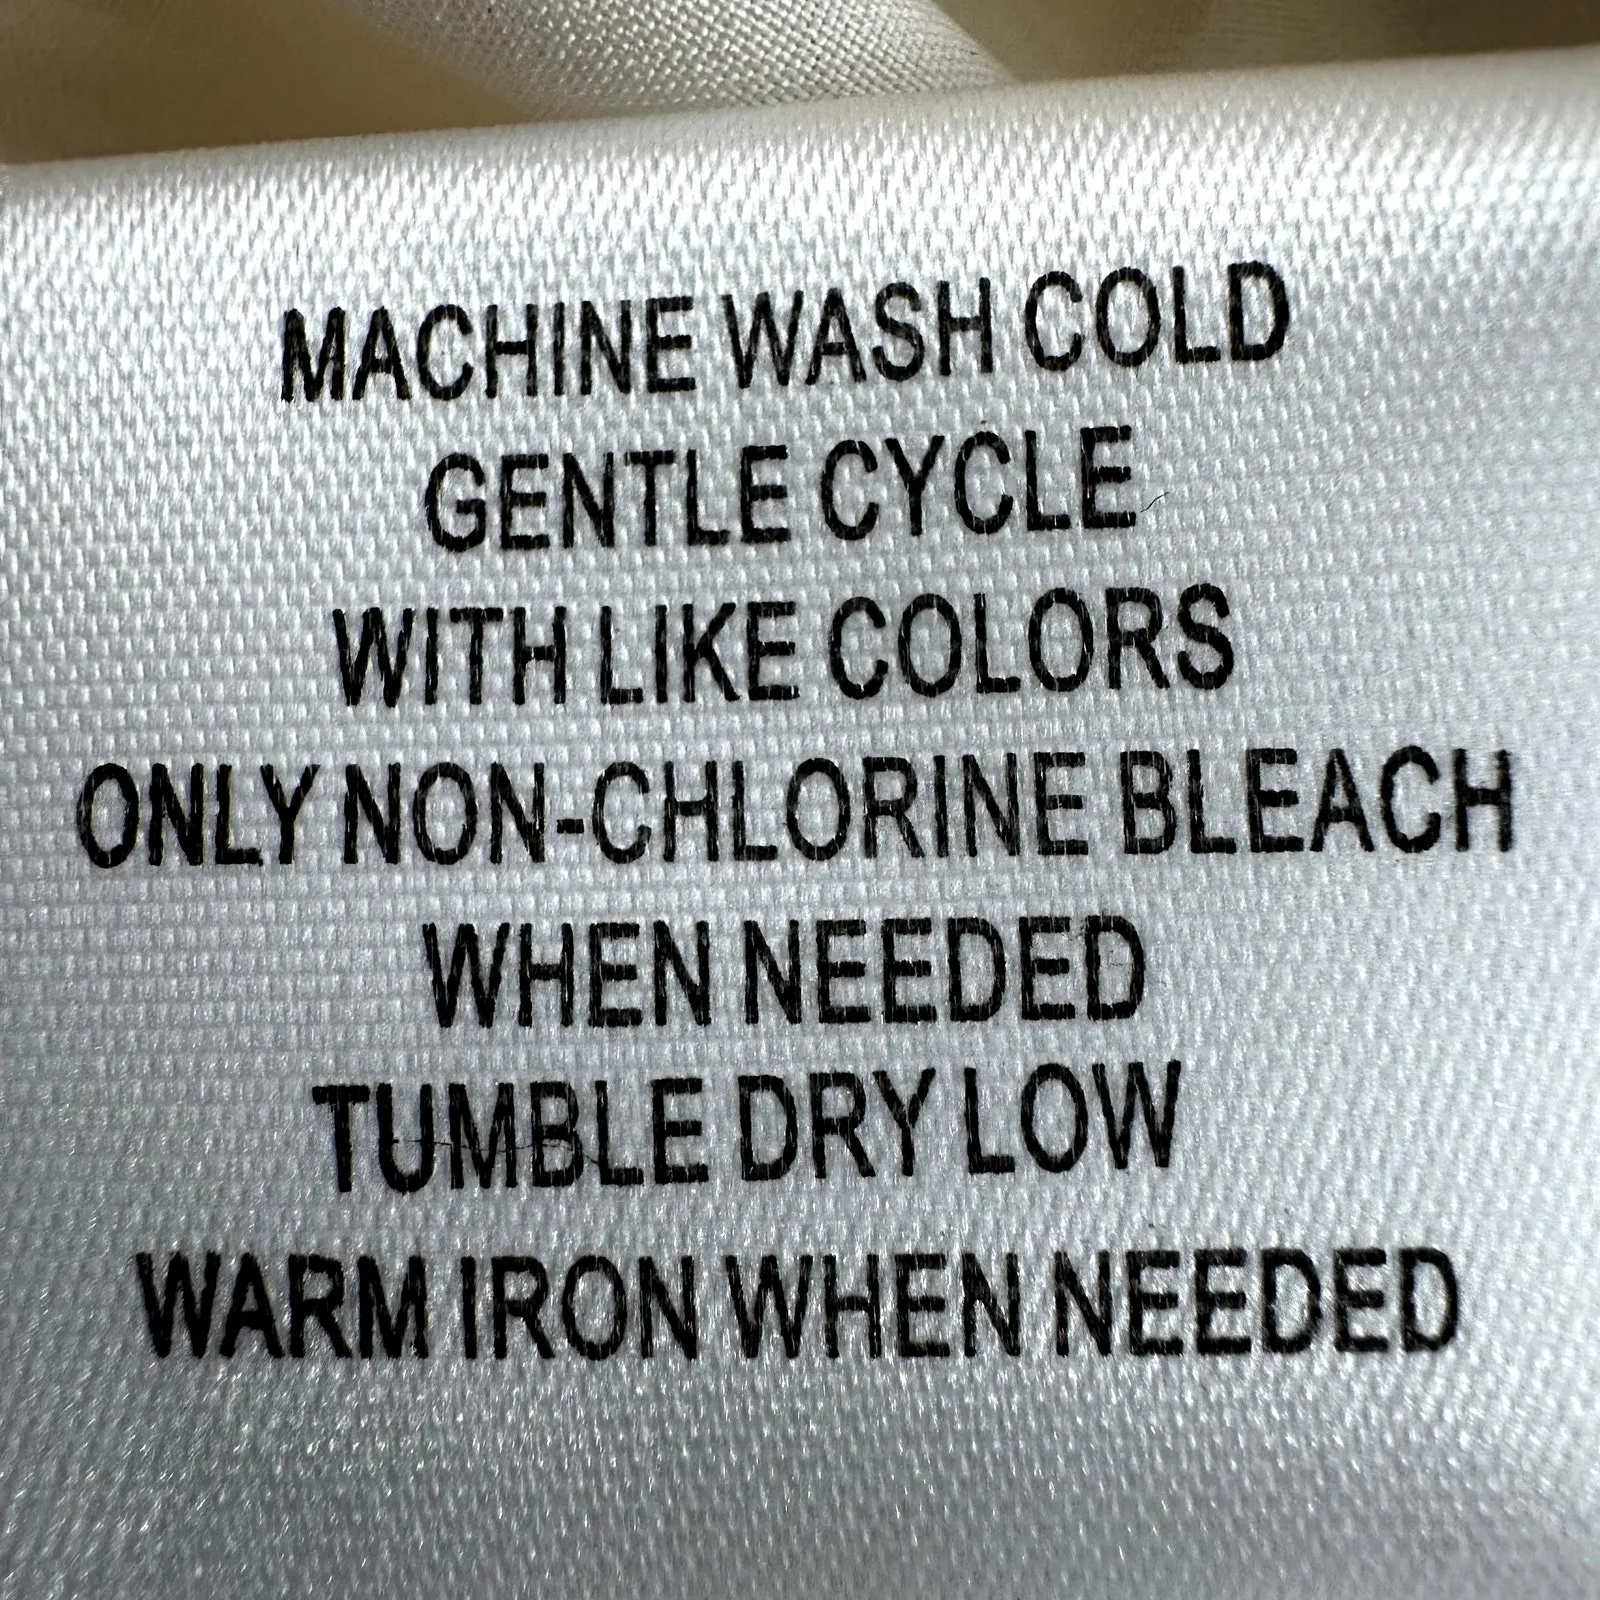 MACHINE WASH COLD
GENTLE CYCLE
WITH LIKE COLORS
ONLY NON-CHLORINE BLEACH
WHEN NEEDED
TUMBLE DRY LOW
WARM IRON WHEN NEEDED